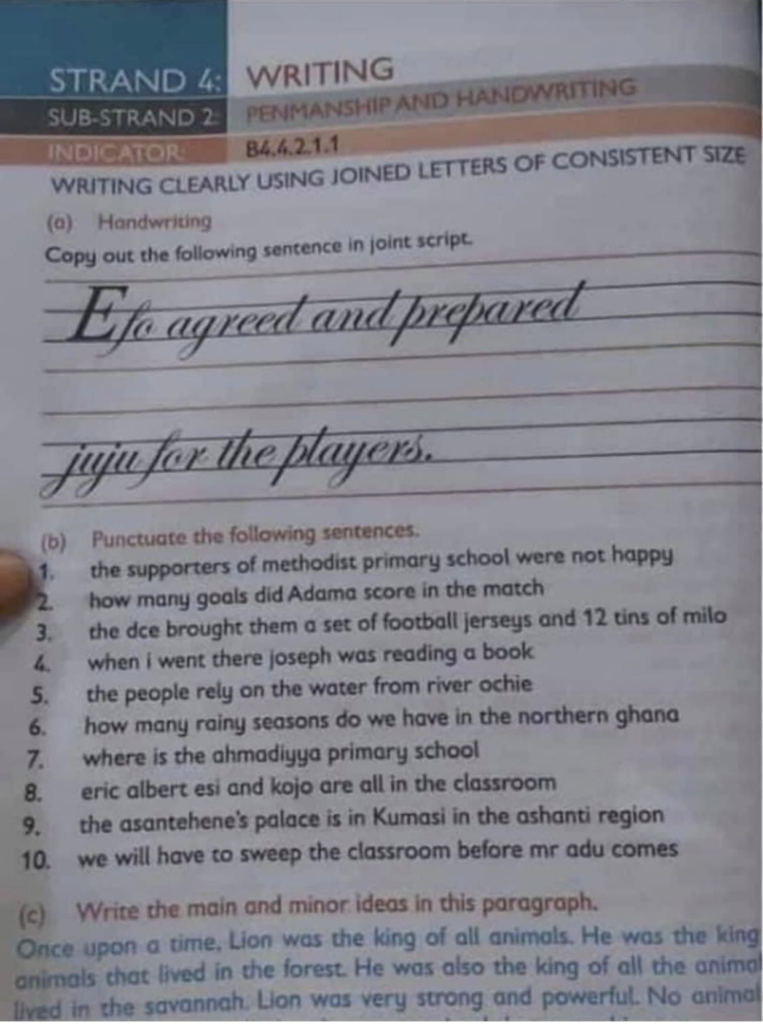 STRAND 4: WRITING
SUB-STRAND 2: PENMANSHIP AND HANDWRITING
INDICATOR: B4.4.2.1.1
WRITING CLEARLY USING JOINED LETTERS OF CONSISTENT SIZE
(a) Handwriting
Copy out the following sentence in joint script.
Efo agreed and prepared
juju for the players.
(b) Punctuate the following sentences.
1. the supporters of methodist primary school were not happy
2. how many goals did Adama score in the match
3. the dce brought them a set of football jerseys and 12 tins of milo
4. when i went there joseph was reading a book
5. the people rely on the water from river ochie
6. how many rainy seasons do we have in the northern ghana
7. where is the ahmadiyya primary school
8. eric albert esi and kojo are all in the classroom
9. the asantehene's palace is in Kumasi in the ashanti region
10. we will have to sweep the classroom before mr adu comes
(c) Write the main and minor ideas in this paragraph.
Once upon a time, Lion was the king of all animals. He was the king
animals that lived in the forest. He was also the king of all the animal
lived in the savannah. Lion was very strong and powerful. No animal